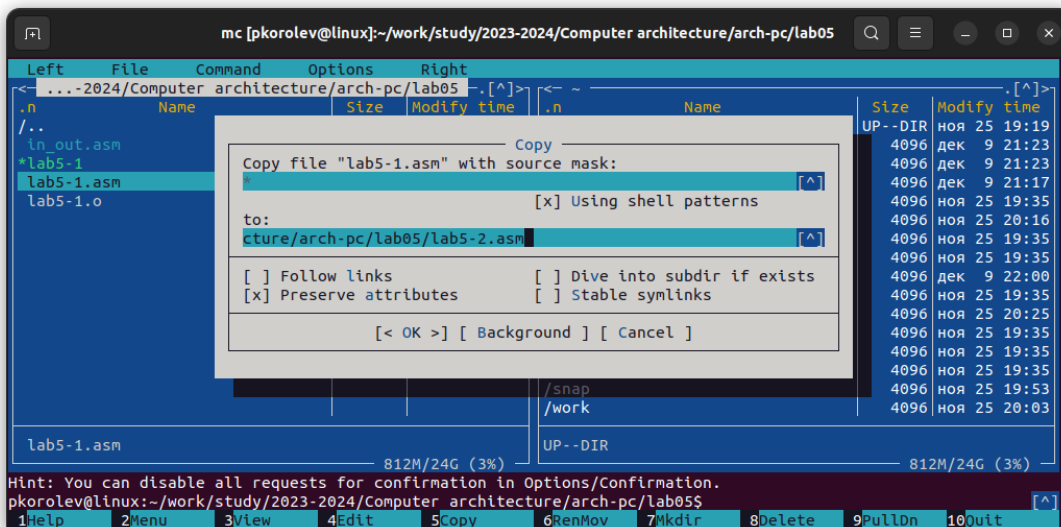 mc [pkorolev@linux]:~/work/study/2023-2024/Computer architecture/arch-pc/lab05
Left File Command Options Right
<─ ...-2024/Computer architecture/arch-pc/lab05 ─.[^]>
.n Name Size Modify time
/..
in_out.asm
*lab5-1
lab5-1.asm
lab5-1.o
lab5-1.asm
812M/24G (3%)
<─ ~ .[^]>
.n Name Size Modify time
UP--DIR ноя 25 19:19
4096 дек 9 21:23
4096 дек 9 21:23
4096 дек 9 21:17
4096 ноя 25 19:35
4096 ноя 25 20:16
4096 ноя 25 19:35
4096 ноя 25 19:35
4096 дек 9 22:00
4096 ноя 25 19:35
4096 ноя 25 20:25
4096 ноя 25 19:35
4096 ноя 25 19:35
4096 ноя 25 19:35
/snap 4096 ноя 25 19:53
/work 4096 ноя 25 20:03
UP--DIR
812M/24G (3%)
Copy
Copy file "lab5-1.asm" with source mask:
* [^]
[x] Using shell patterns
to:
cture/arch-pc/lab05/lab5-2.asm [^]
[ ] Follow links [ ] Dive into subdir if exists
[x] Preserve attributes [ ] Stable symlinks
[< OK >] [ Background ] [ Cancel ]
Hint: You can disable all requests for confirmation in Options/Confirmation.
pkorolev@linux:~/work/study/2023-2024/Computer architecture/arch-pc/lab05$ [^]
1Help 2Menu 3View 4Edit 5Copy 6RenMov 7Mkdir 8Delete 9PullDn 10Quit